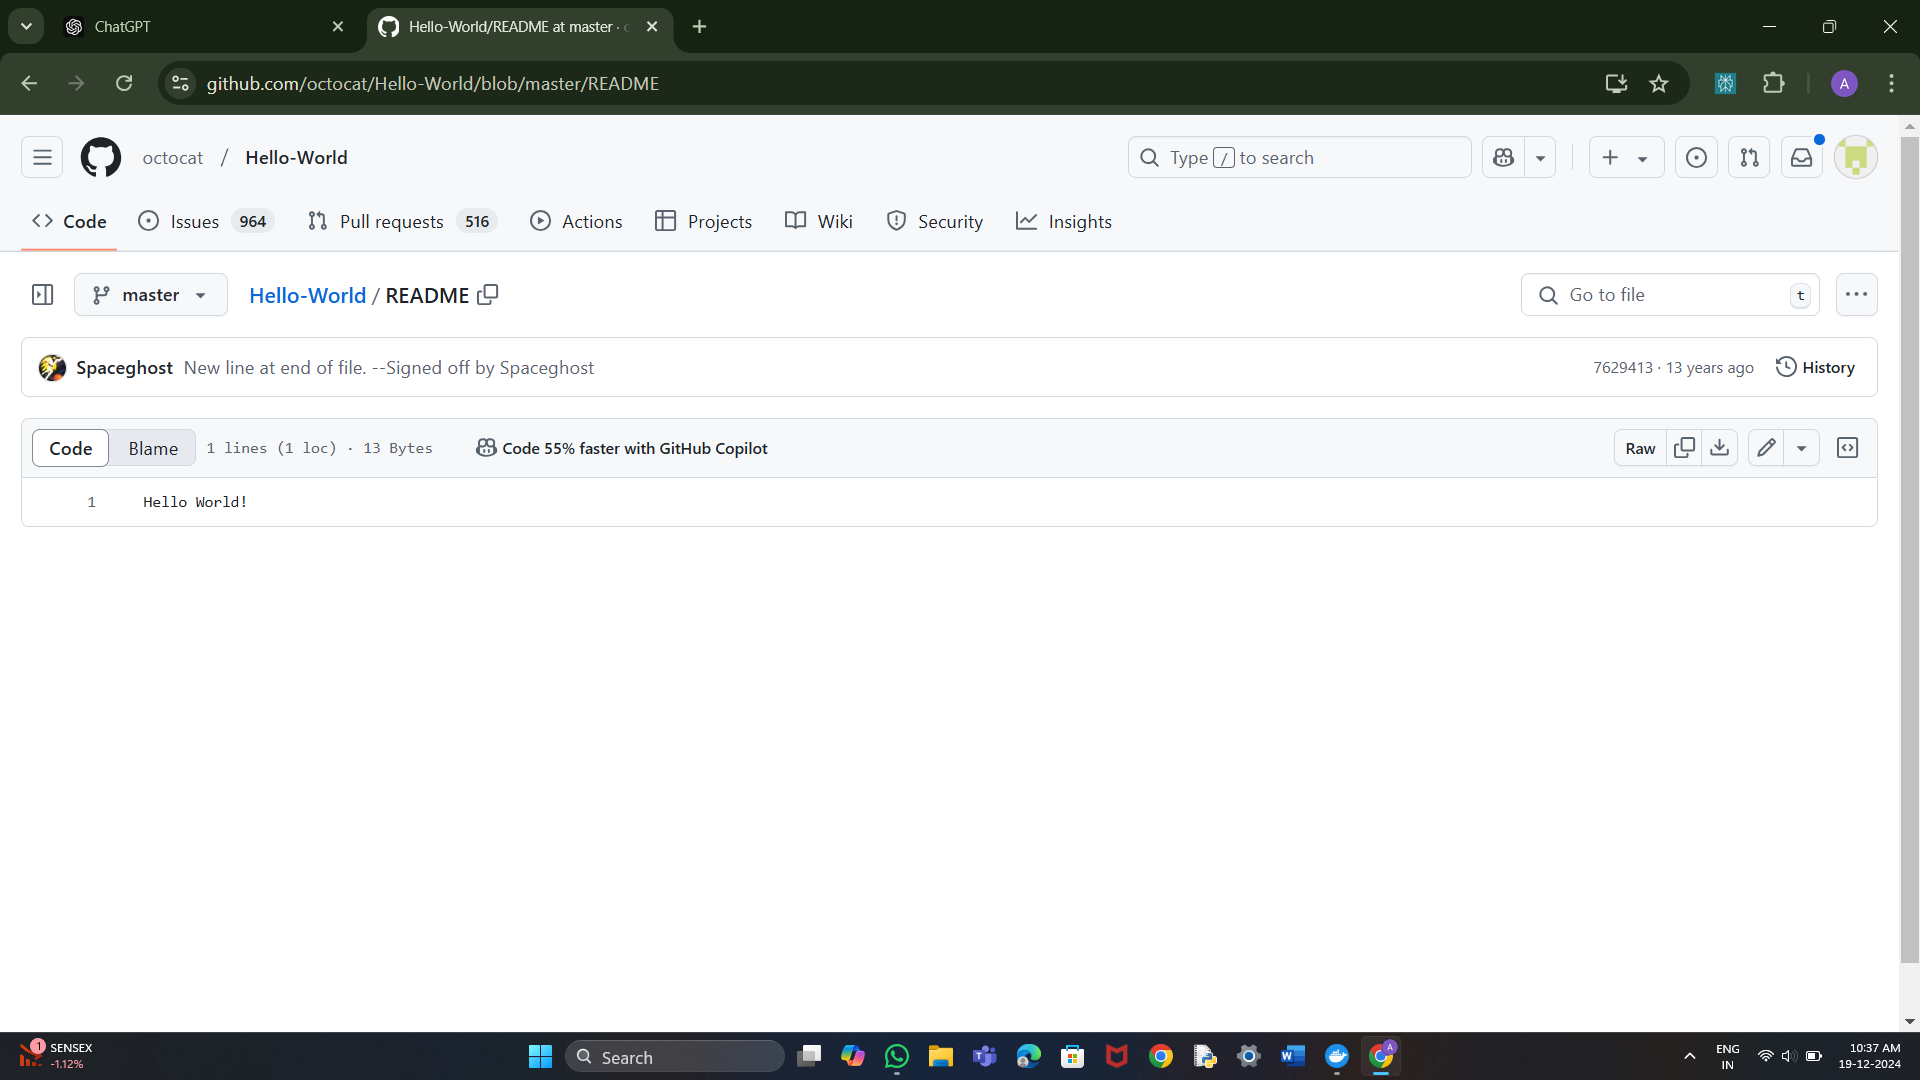 ChatGPT
Hello-World/README at master ·
github.com/octocat/Hello-World/blob/master/README
A
octocat / Hello-World
Type / to search
Code
Issues 964
Pull requests 516
Actions
Projects
Wiki
Security
Insights
master
Hello-World / README
Go to file
t
Spaceghost New line at end of file. --Signed off by Spaceghost
7629413 · 13 years ago
History
Code Blame
1 lines (1 loc) · 13 Bytes
Code 55% faster with GitHub Copilot
Raw
1 Hello World!
1
SENSEX
-1.12%
Search
A
ENG
IN
10:37 AM
19-12-2024